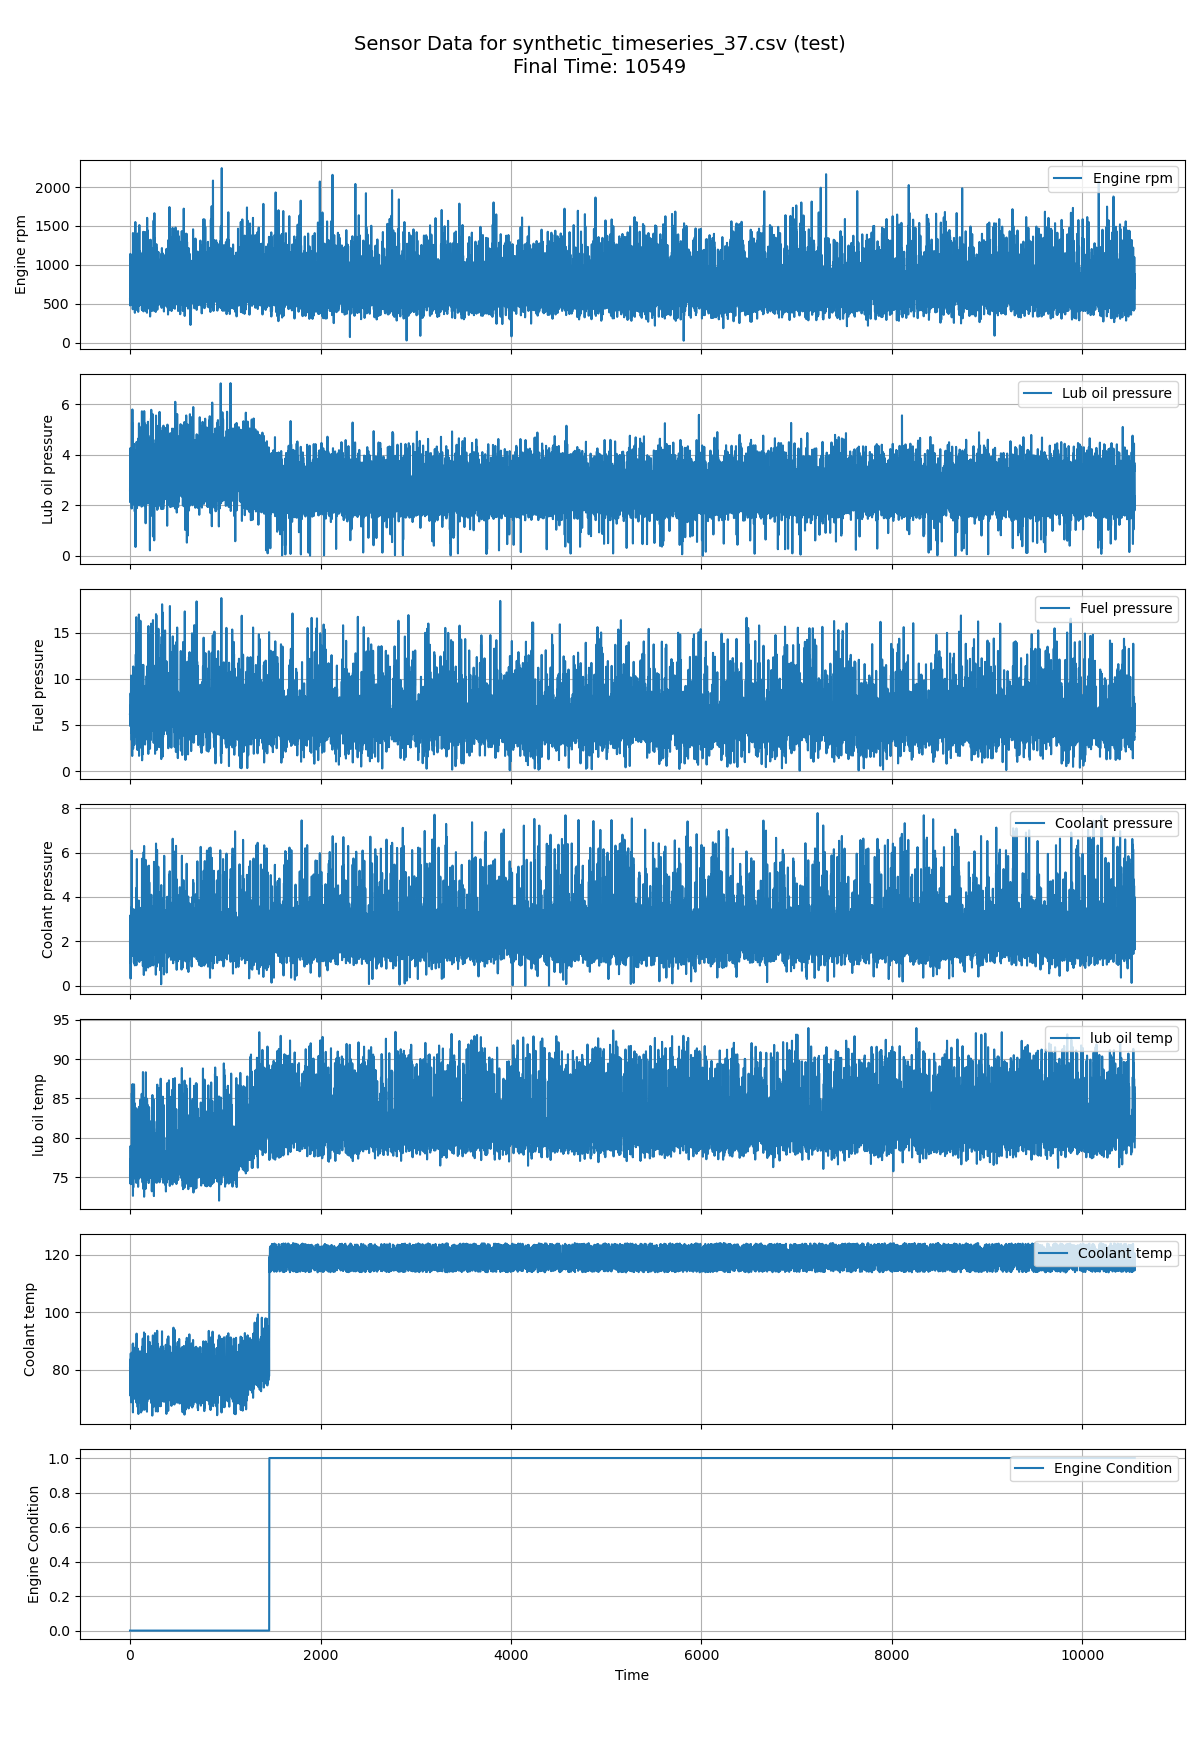 Sensor Data for synthetic_timeseries_37.csv (test)
Final Time: 10549
Engine rpm
2000
1500
1000
500
0
Engine rpm
Lub oil pressure
6
4
2
0
Lub oil pressure
Fuel pressure
15
10
5
0
Fuel pressure
Coolant pressure
8
6
4
2
0
Coolant pressure
lub oil temp
95
90
85
80
75
lub oil temp
Coolant temp
120
100
80
Coolant temp
Engine Condition
1.0
0.8
0.6
0.4
0.2
0.0
Engine Condition
0 2000 4000 6000 8000 10000
Time